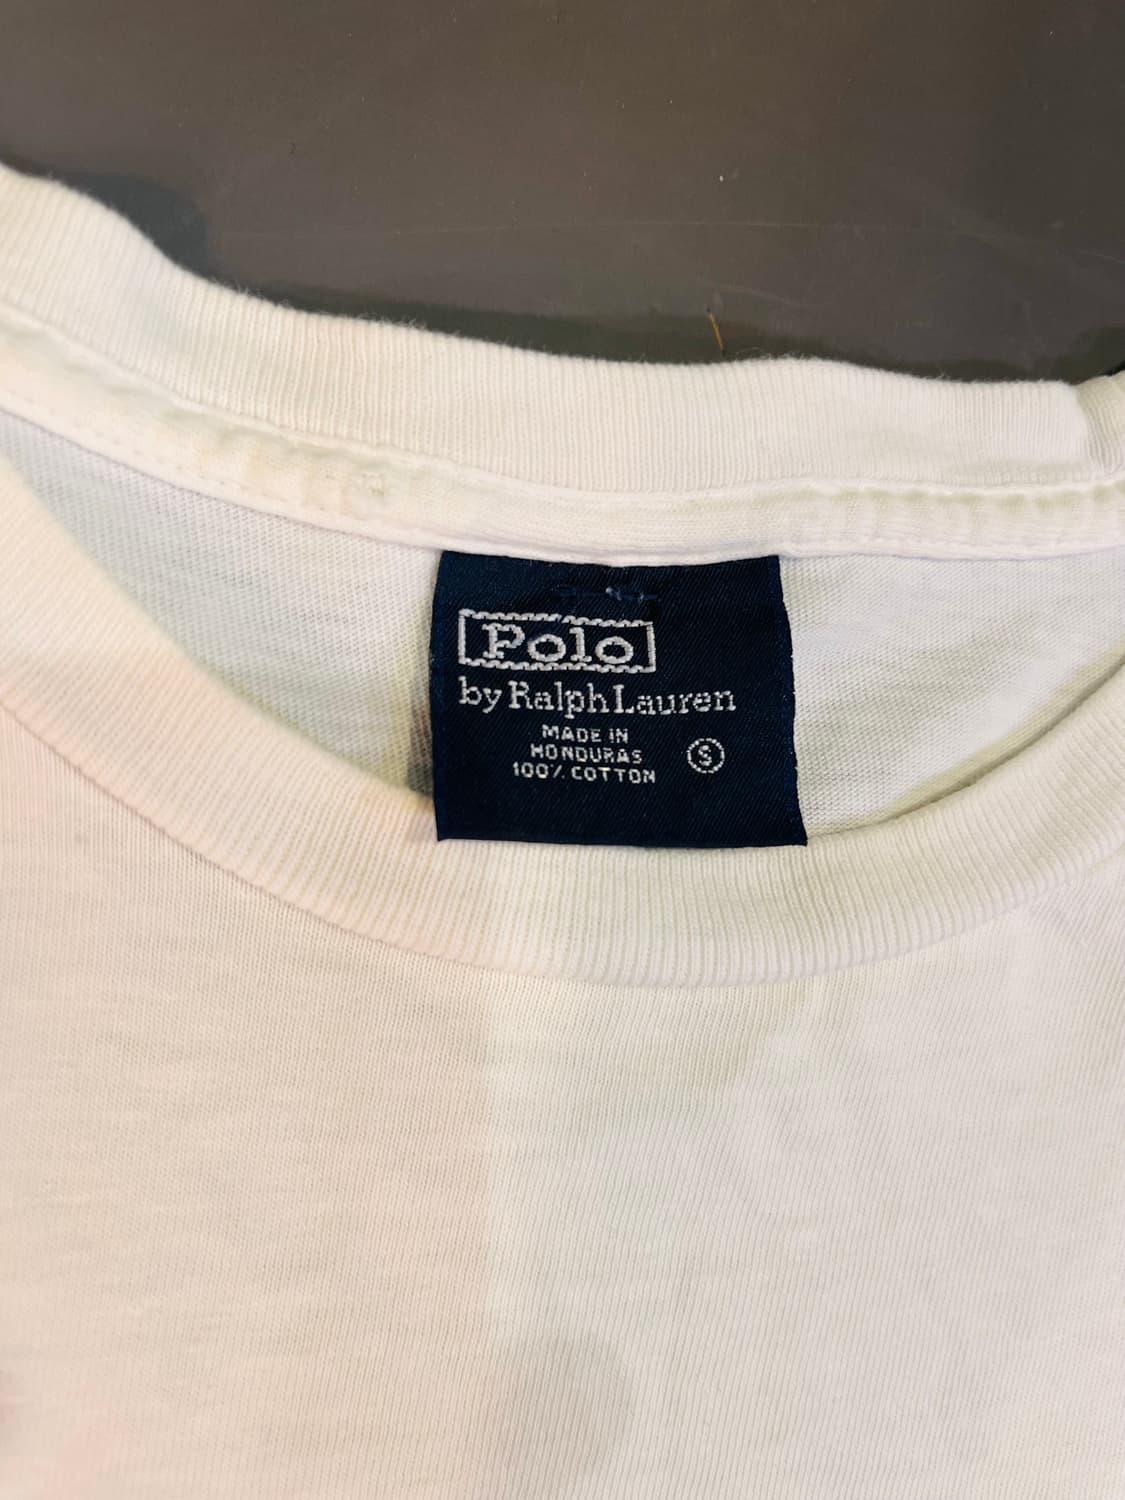 Polo
by Ralph Lauren
MADE IN
HONDURAS
100% COTTON
S